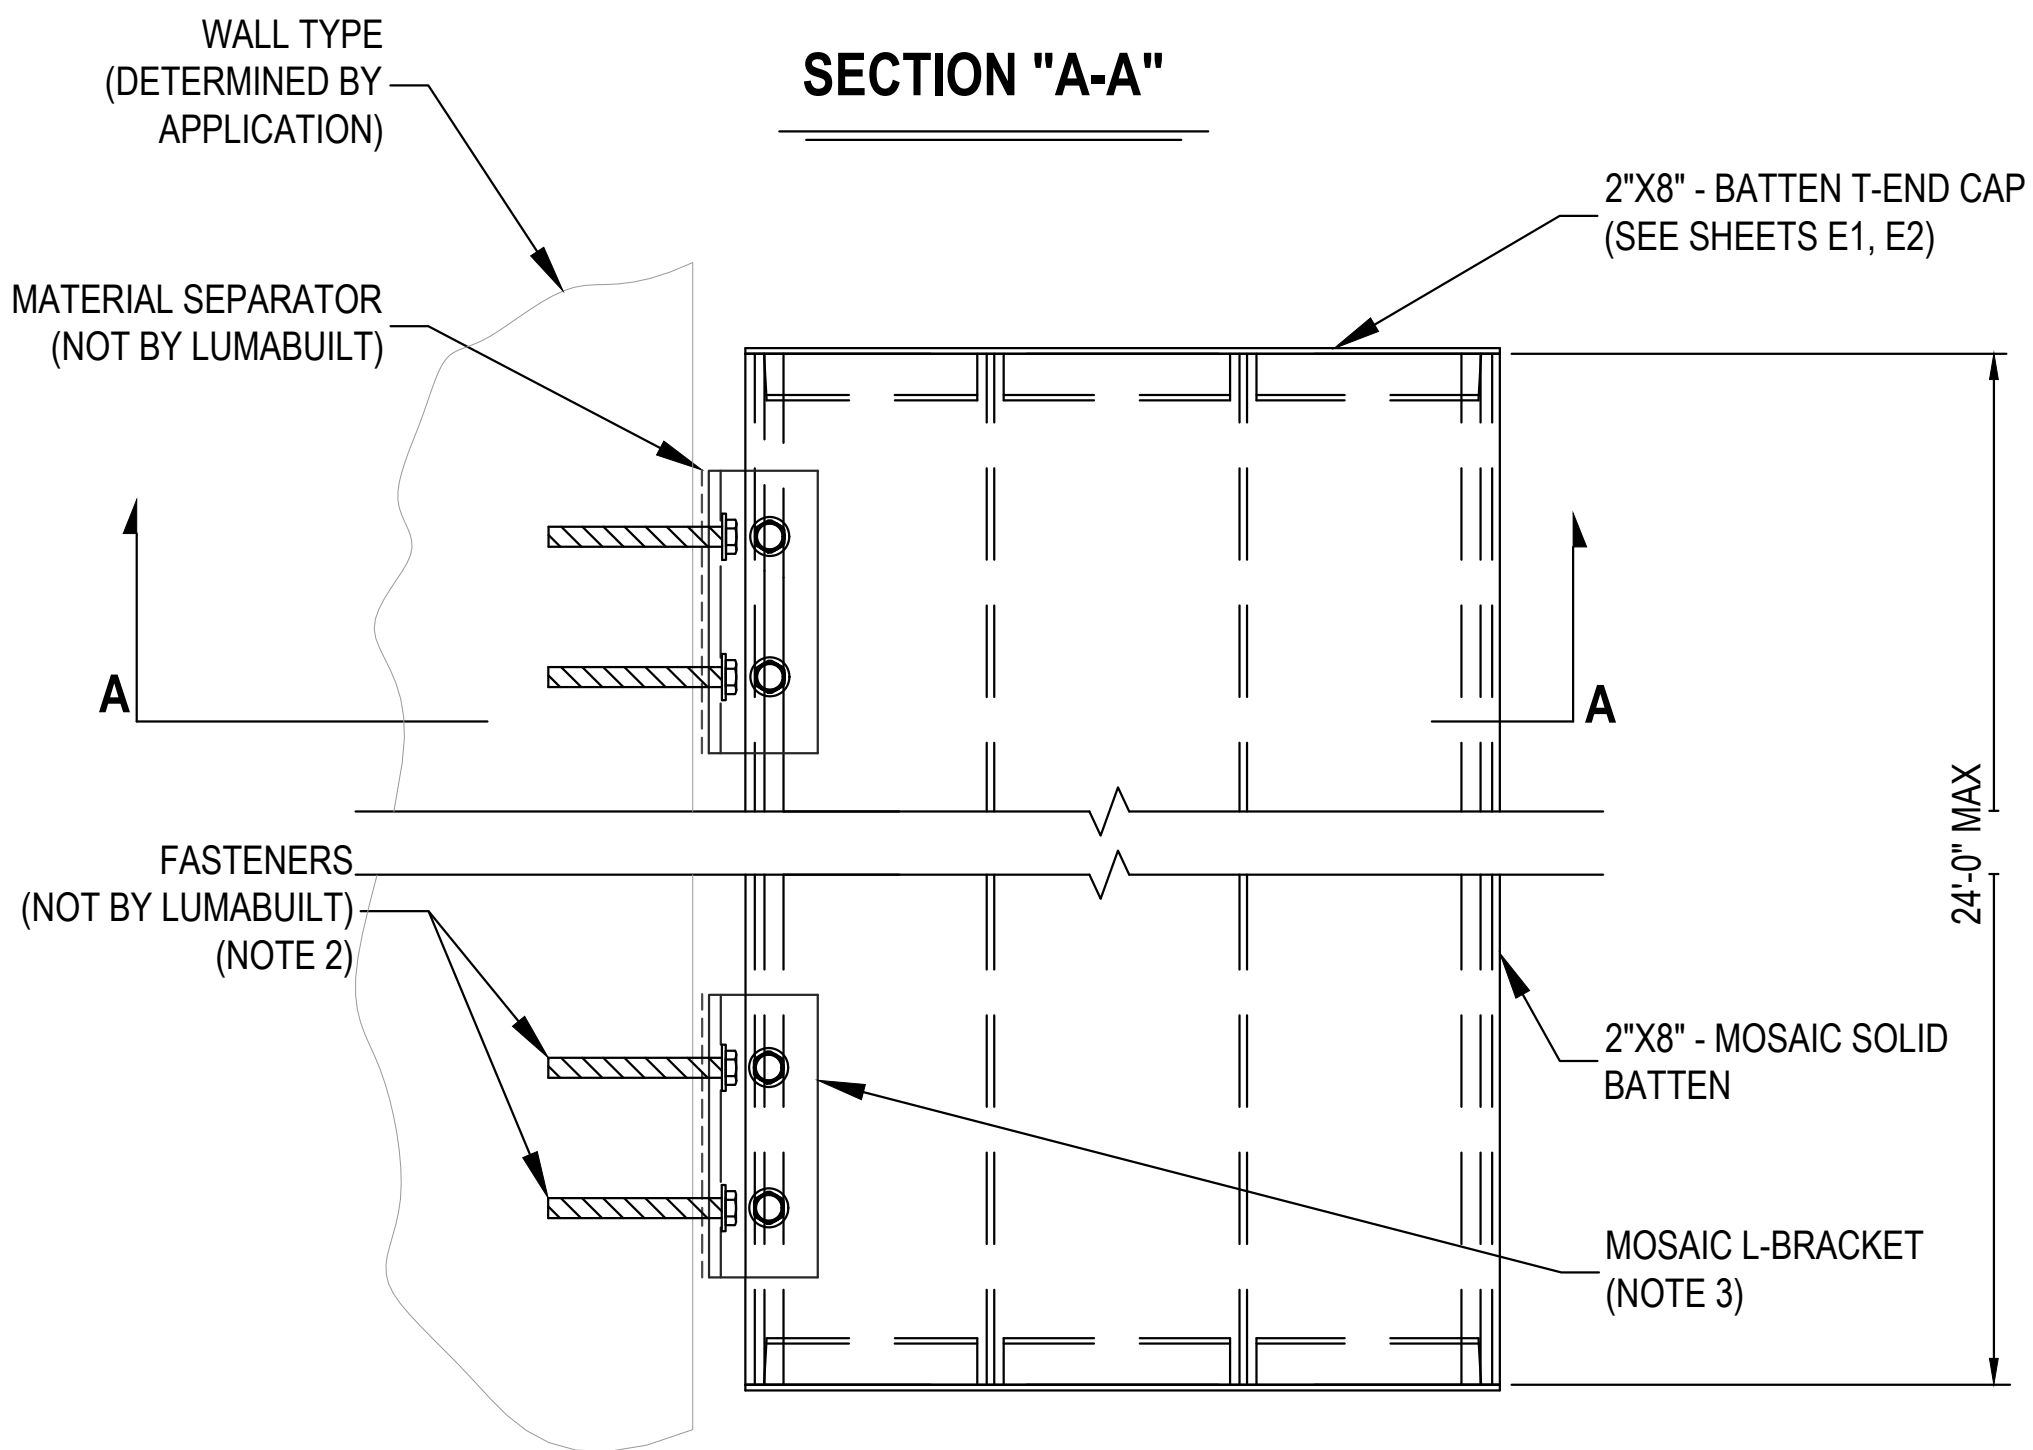 WALL TYPE
(DETERMINED BY
APPLICATION)
SECTION "A-A"
2"X8" - BATTEN T-END CAP
(SEE SHEETS E1, E2)
MATERIAL SEPARATOR
(NOT BY LUMABUILT)
A
A
24'-0" MAX
FASTENERS
(NOT BY LUMABUILT)
(NOTE 2)
2"X8" - MOSAIC SOLID
BATTEN
MOSAIC L-BRACKET
(NOTE 3)